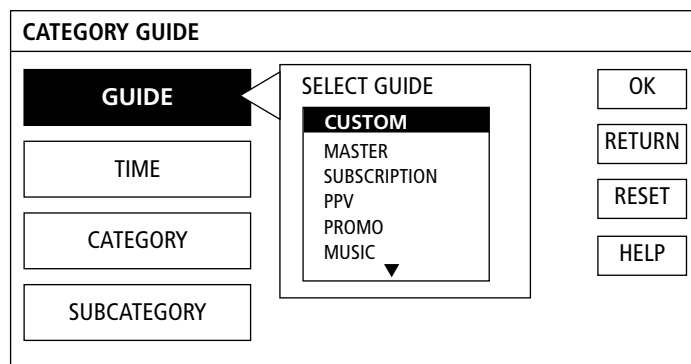 CATEGORY GUIDE
GUIDE
TIME
CATEGORY
SUBCATEGORY
SELECT GUIDE
CUSTOM
MASTER
SUBSCRIPTION
PPV
PROMO
MUSIC
OK
RETURN
RESET
HELP